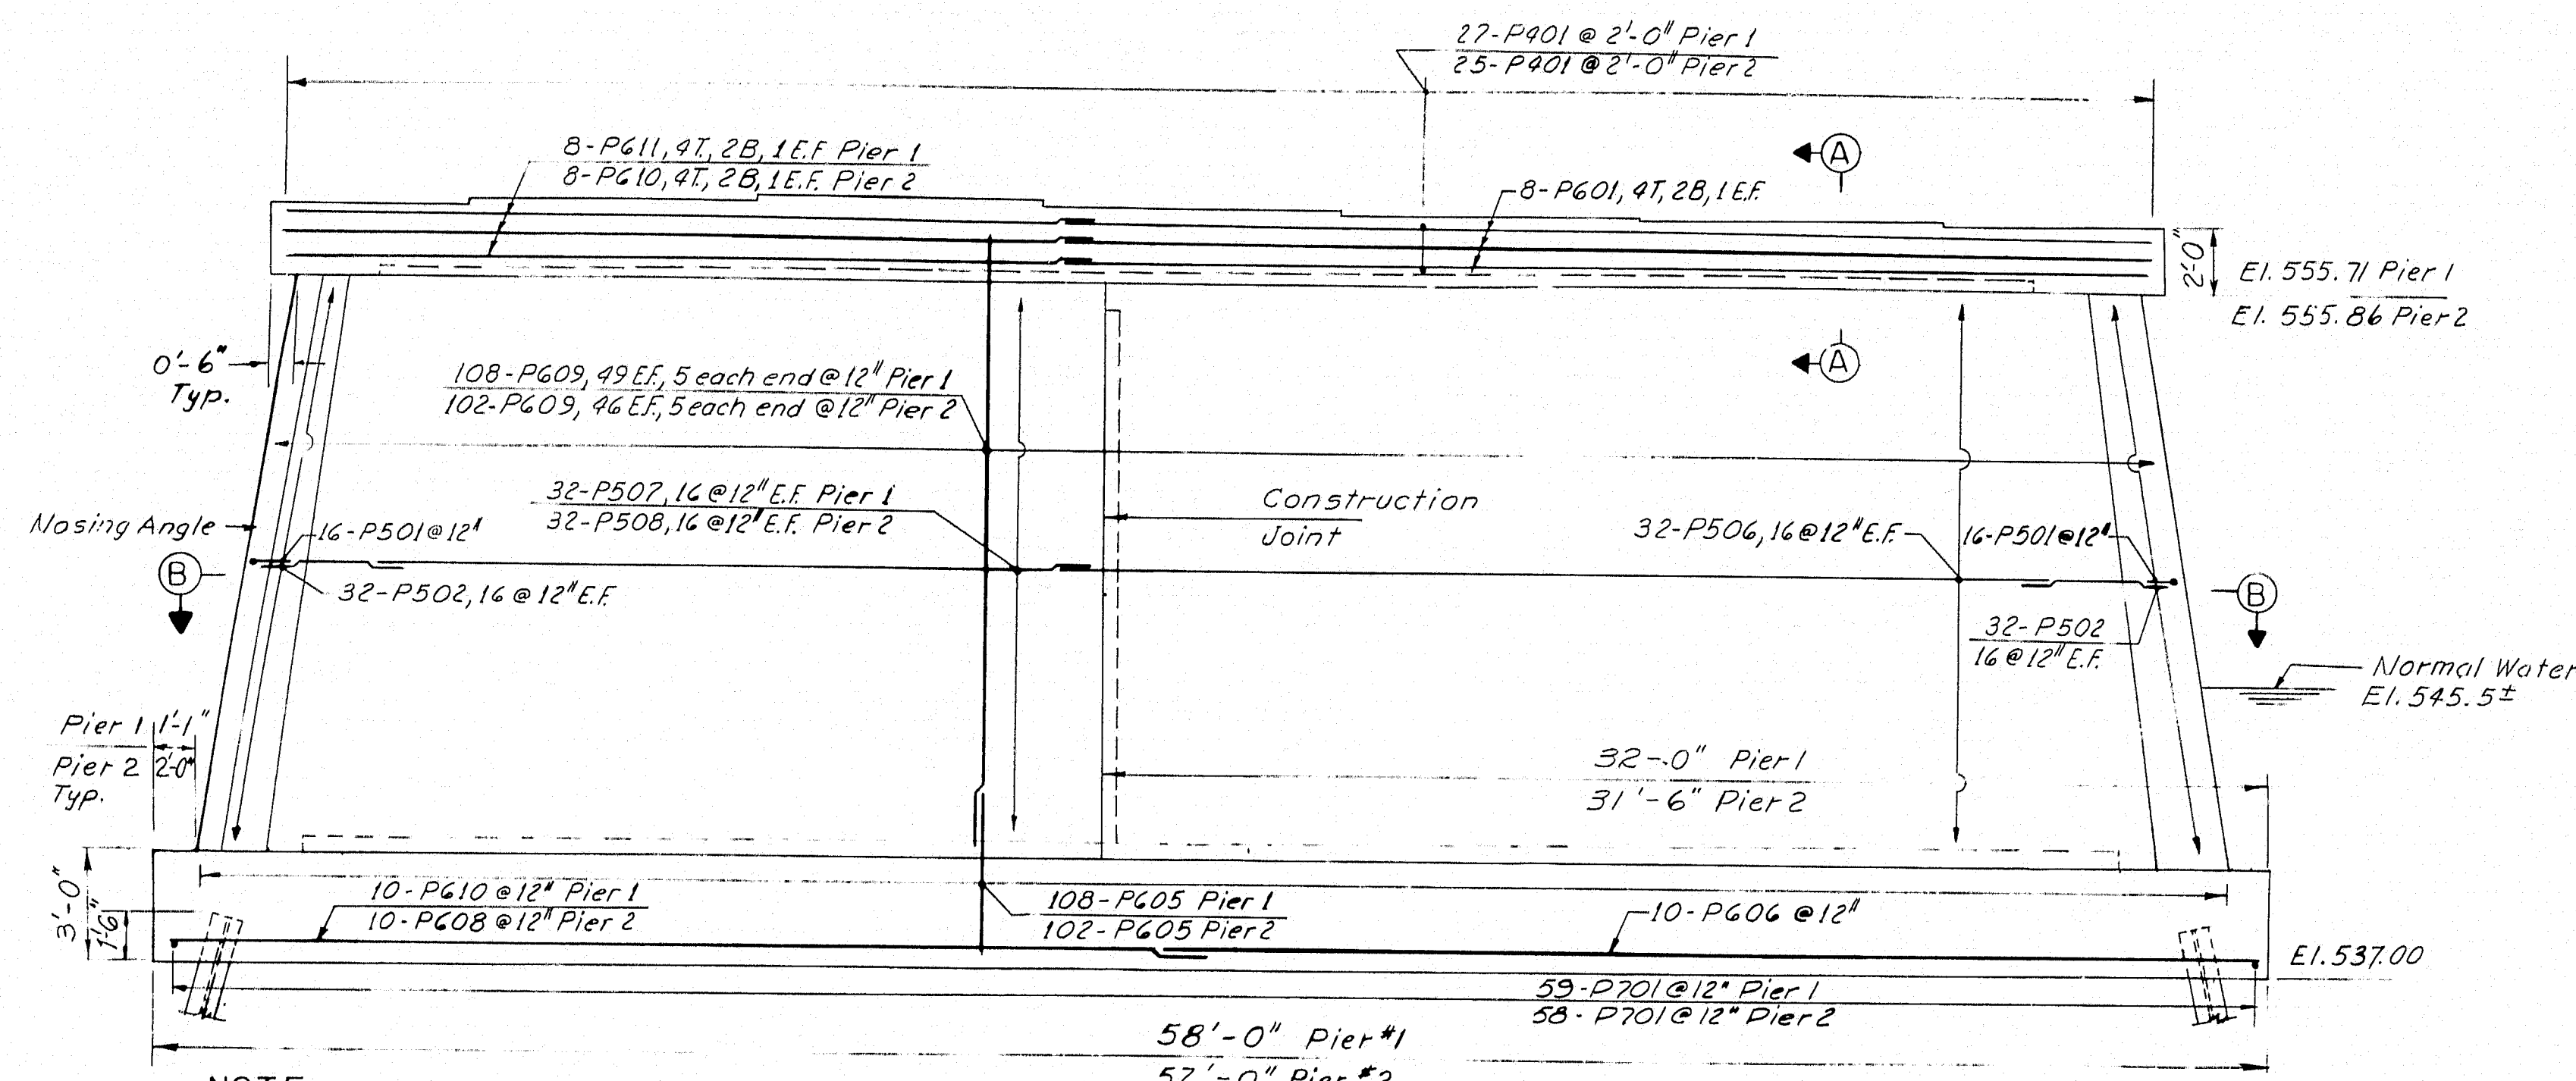 27-P401 @ 2'-0" Pier 1
25-P401 @ 2'-0" Pier 2
8-P611, 4T., 2B, 1E.F. Pier 1
8-P610, 4T., 2B, 1E.F. Pier 2
A
8-P601, 4T, 2B, 1E.F.
2'-0"
El. 555.71 Pier 1
El. 555.86 Pier 2
0'-6"
Typ.
A
108-P609, 49 E.F., 5 each end @ 12" Pier 1
102-P609, 46 E.F., 5 each end @ 12" Pier 2
32-P507, 16 @ 12" E.F. Pier 1
32-P508, 16 @ 12" E.F. Pier 2
Construction
Joint
Nosing Angle
16-P501 @ 12"
32-P506, 16 @ 12" E.F.
16-P501 @ 12"
B
32-P502, 16 @ 12" E.F.
B
32-P502
16 @ 12" E.F.
Normal Water
El. 545.5±
Pier 1 1'-1"
Pier 2 2'-0"
Typ.
32-0" Pier 1
31'-6" Pier 2
3'-0"
1'-6"
10-P610 @ 12" Pier 1
10-P608 @ 12" Pier 2
108-P605 Pier 1
102-P605 Pier 2
10-P606 @ 12"
El. 537.00
59-P701 @ 12" Pier 1
58-P701 @ 12" Pier 2
58'-0" Pier #1
57'-0" Pier #2
NOTE